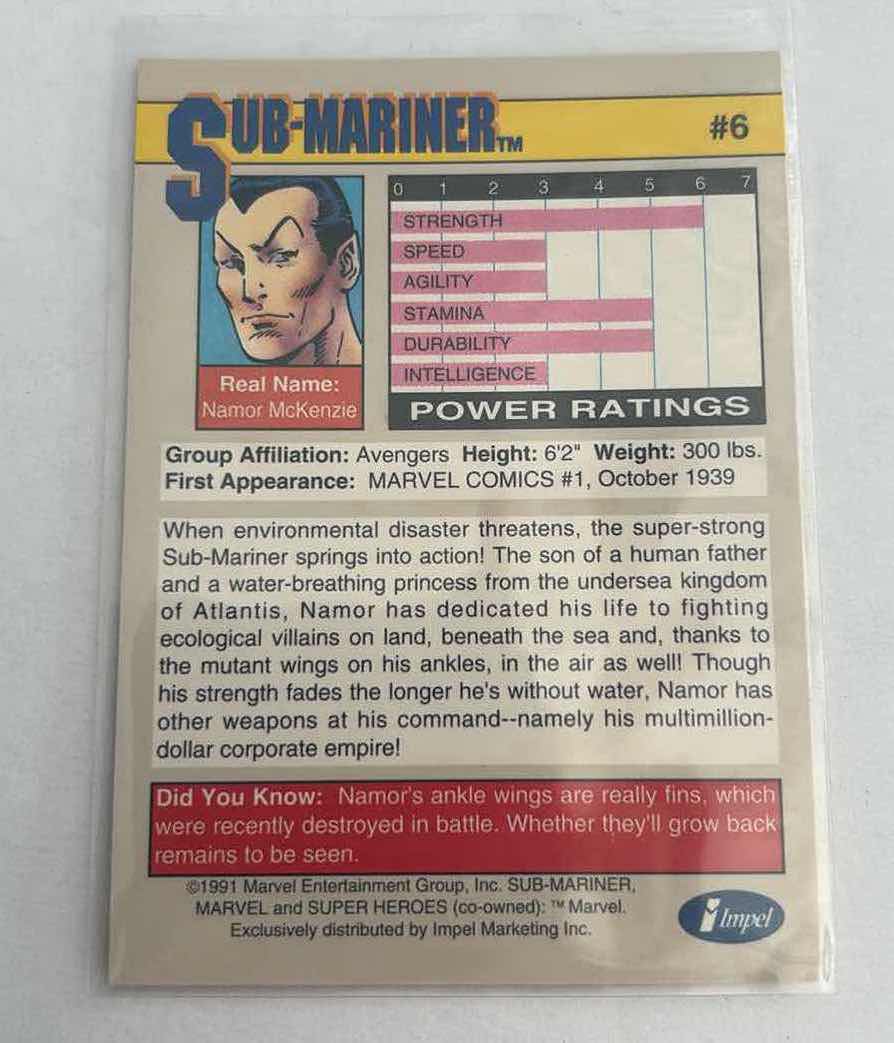 SUB-MARINER™
#6
0 1 2 3 4 5 6 7
STRENGTH
SPEED
AGILITY
STAMINA
DURABILITY
INTELLIGENCE
POWER RATINGS
Real Name:
Namor McKenzie
Group Affiliation: Avengers Height: 6'2" Weight: 300 lbs.
First Appearance: MARVEL COMICS #1, October 1939
When environmental disaster threatens, the super-strong
Sub-Mariner springs into action! The son of a human father
and a water-breathing princess from the undersea kingdom
of Atlantis, Namor has dedicated his life to fighting
ecological villains on land, beneath the sea and, thanks to
the mutant wings on his ankles, in the air as well! Though
his strength fades the longer he's without water, Namor has
other weapons at his command--namely his multimillion-
dollar corporate empire!
Did You Know: Namor's ankle wings are really fins, which
were recently destroyed in battle. Whether they'll grow back
remains to be seen.
©1991 Marvel Entertainment Group, Inc. SUB-MARINER,
MARVEL and SUPER HEROES (co-owned): ™ Marvel.
Exclusively distributed by Impel Marketing Inc.
Impel